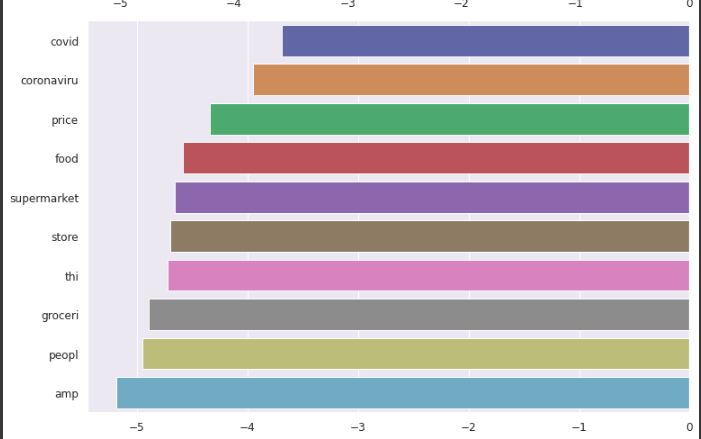 −5 −4 −3 −2 −1 0
covid
coronaviru
price
food
supermarket
store
thi
groceri
peopl
amp
−5 −4 −3 −2 −1 0